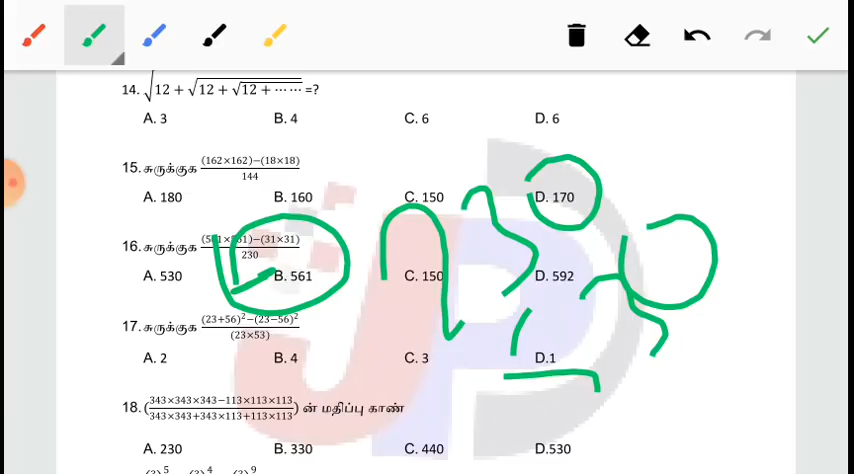 14. √12 + √12 + √12 + ⋯ ⋯ =?
A. 3 B. 4 C. 6 D. 6
15. சுருக்குக (162×162)−(18×18)/144
A. 180 B. 160 C. 150 D. 170
16. சுருக்குக −(31×31)/230
A. 530 B. 561 C. 150 D. 592
17. சுருக்குக (23+56)²−(23−56)²/(23×53)
A. 2 B. 4 C. 3 D.1
18. (343×343×343−113×113×113/343×343+343×113+113×113) ன் மதிப்பு காண்
A. 230 B. 330 C. 440 D.530